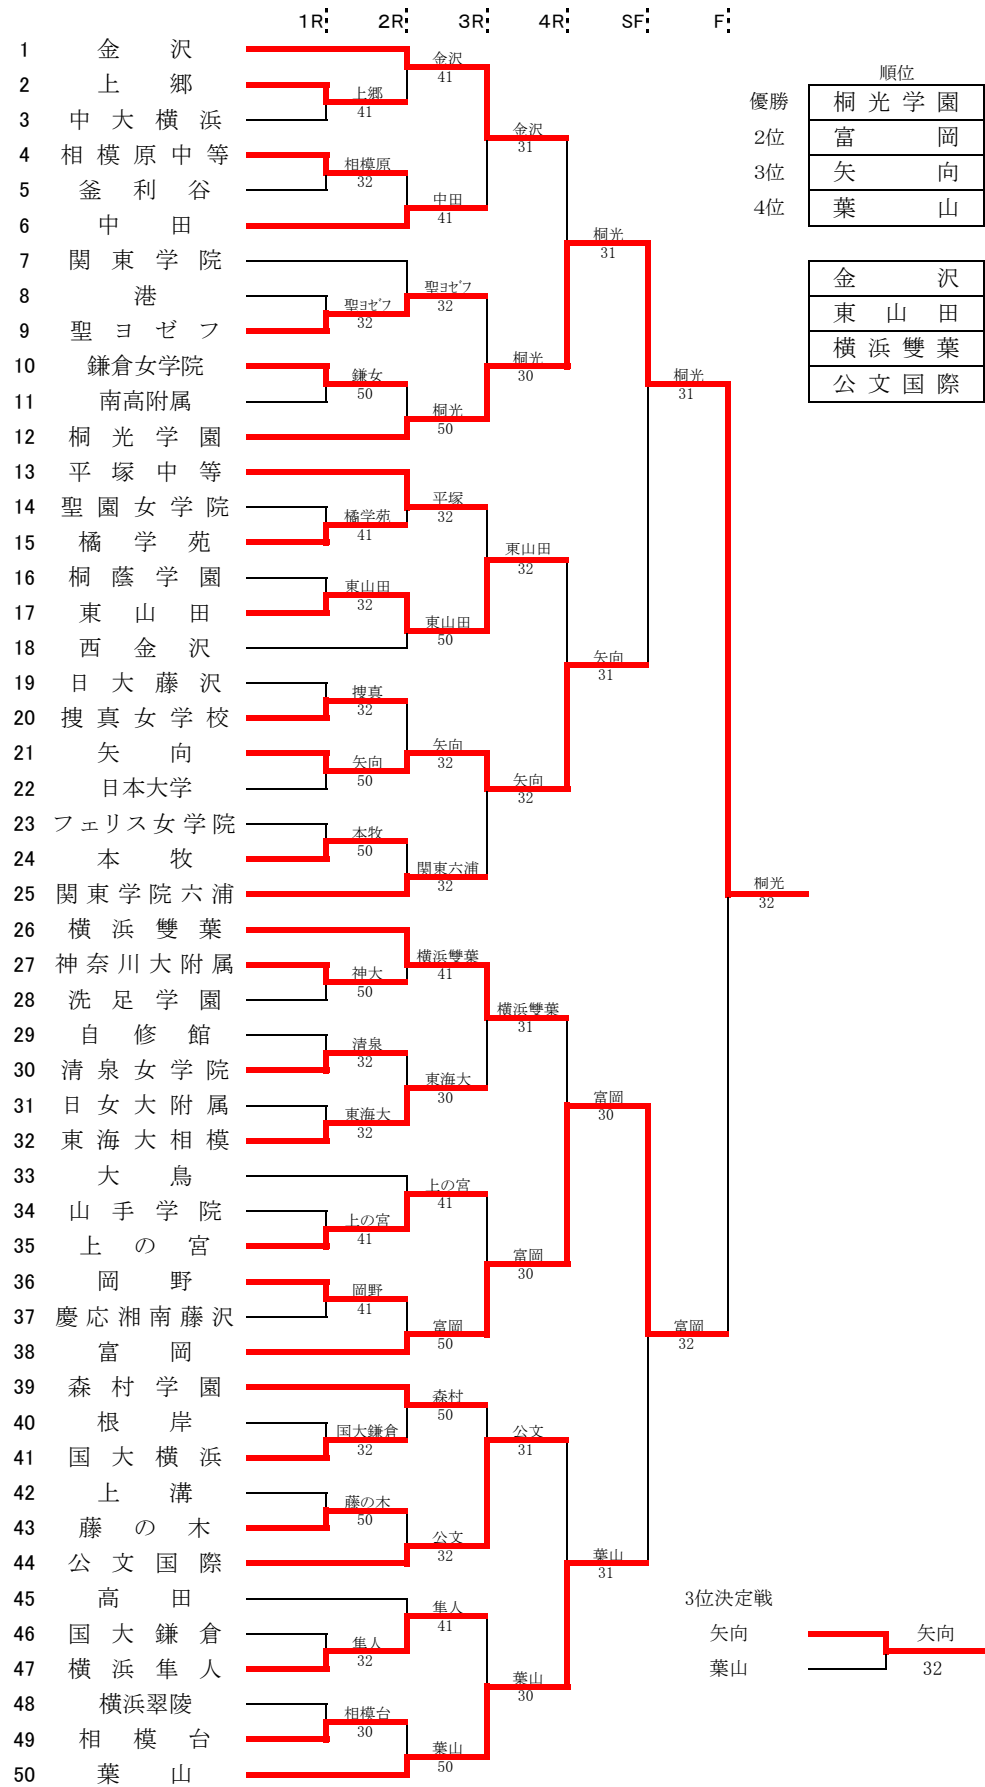 1R 2R 3R 4R SF F
1 金沢
2 上郷
3 中大横浜
4 相模原中等
5 釜利谷
6 中田
7 関東学院
8 港
9 聖ヨゼフ
10 鎌倉女学院
11 南高附属
12 桐光学園
13 平塚中等
14 聖園女学院
15 橘学苑
16 桐蔭学園
17 東山田
18 西金沢
19 日大藤沢
20 捜真女学校
21 矢向
22 日本大学
23 フェリス女学院
24 本牧
25 関東学院六浦
26 横浜雙葉
27 神奈川大附属
28 洗足学園
29 自修館
30 清泉女学院
31 日女大附属
32 東海大相模
33 大鳥
34 山手学院
35 上の宮
36 岡野
37 慶応湘南藤沢
38 富岡
39 森村学園
40 根岸
41 国大横浜
42 上溝
43 藤の木
44 公文国際
45 高田
46 国大鎌倉
47 横浜隼人
48 横浜翠陵
49 相模台
50 葉山
上郷
41
相模原
32
聖ヨゼフ
32
鎌女
50
橘学苑
41
東山田
32
捜真
32
矢向
50
本牧
50
神大
50
清泉
32
東海大
32
上の宮
41
岡野
41
国大鎌倉
32
藤の木
50
隼人
32
相模台
30
金沢
41
中田
41
聖ヨゼフ
32
桐光
50
平塚
32
東山田
50
矢向
32
関東六浦
32
横浜雙葉
41
東海大
30
上の宮
41
富岡
50
森村
50
公文
32
隼人
41
葉山
50
金沢
31
桐光
30
東山田
32
矢向
32
横浜雙葉
31
富岡
30
公文
31
葉山
30
桐光
31
矢向
31
富岡
30
葉山
31
桐光
31
富岡
32
桐光
32
順位
優勝 桐光学園
2位 富岡
3位 矢向
4位 葉山
金沢
東山田
横浜雙葉
公文国際
3位決定戦
矢向
葉山
矢向
32